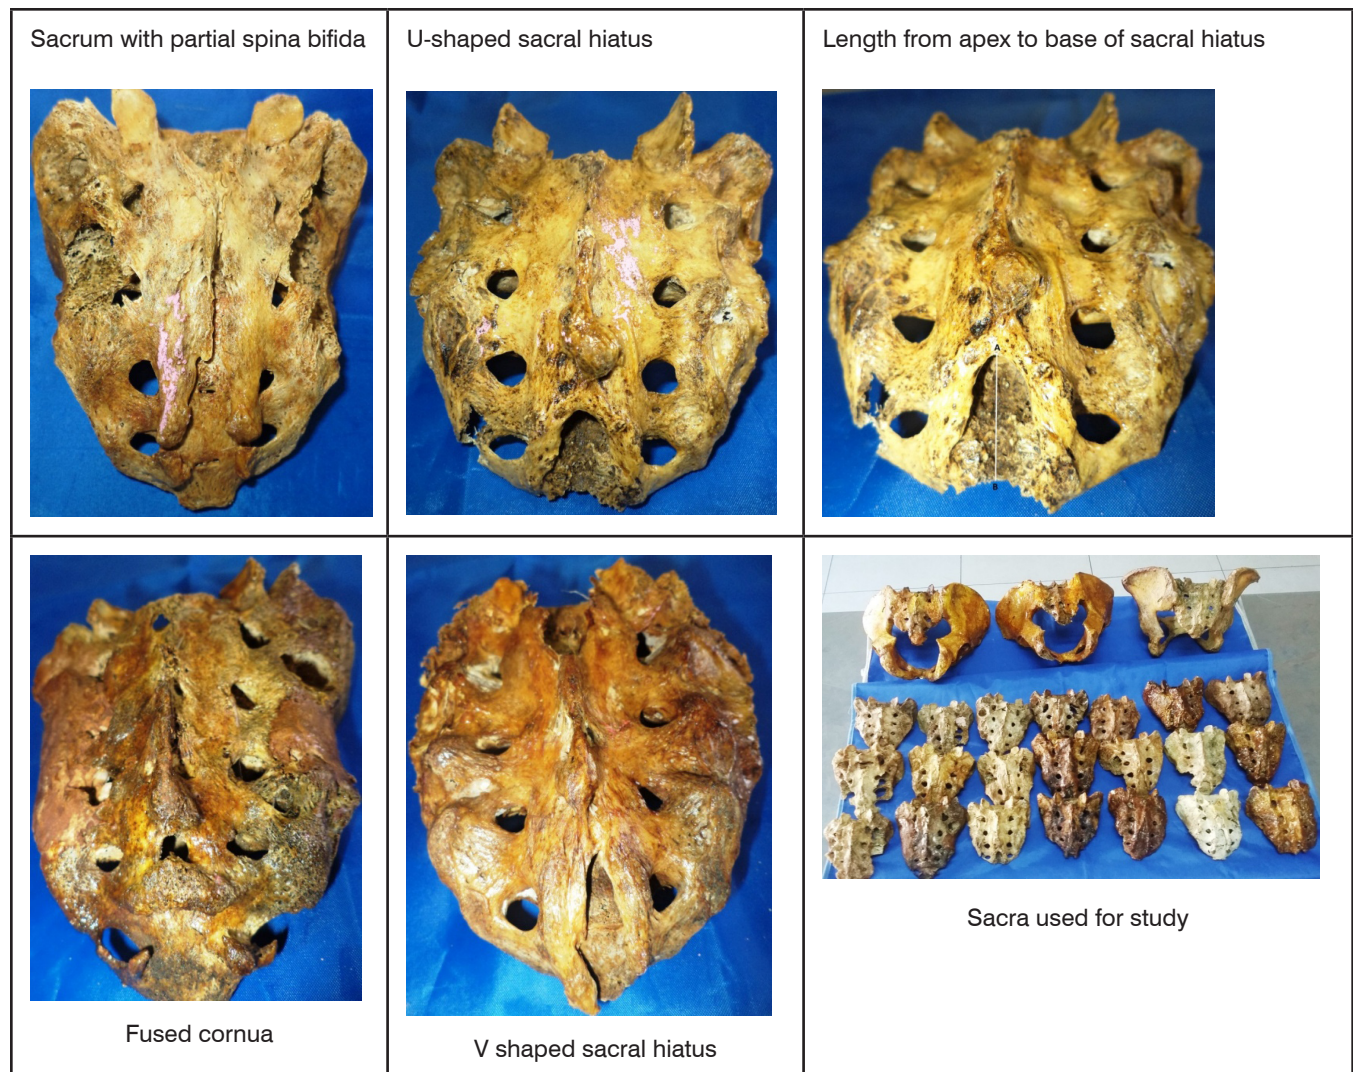 Sacrum with partial spina bifida
U-shaped sacral hiatus
Length from apex to base of sacral hiatus
A
B
Fused cornua
V shaped sacral hiatus
Sacra used for study